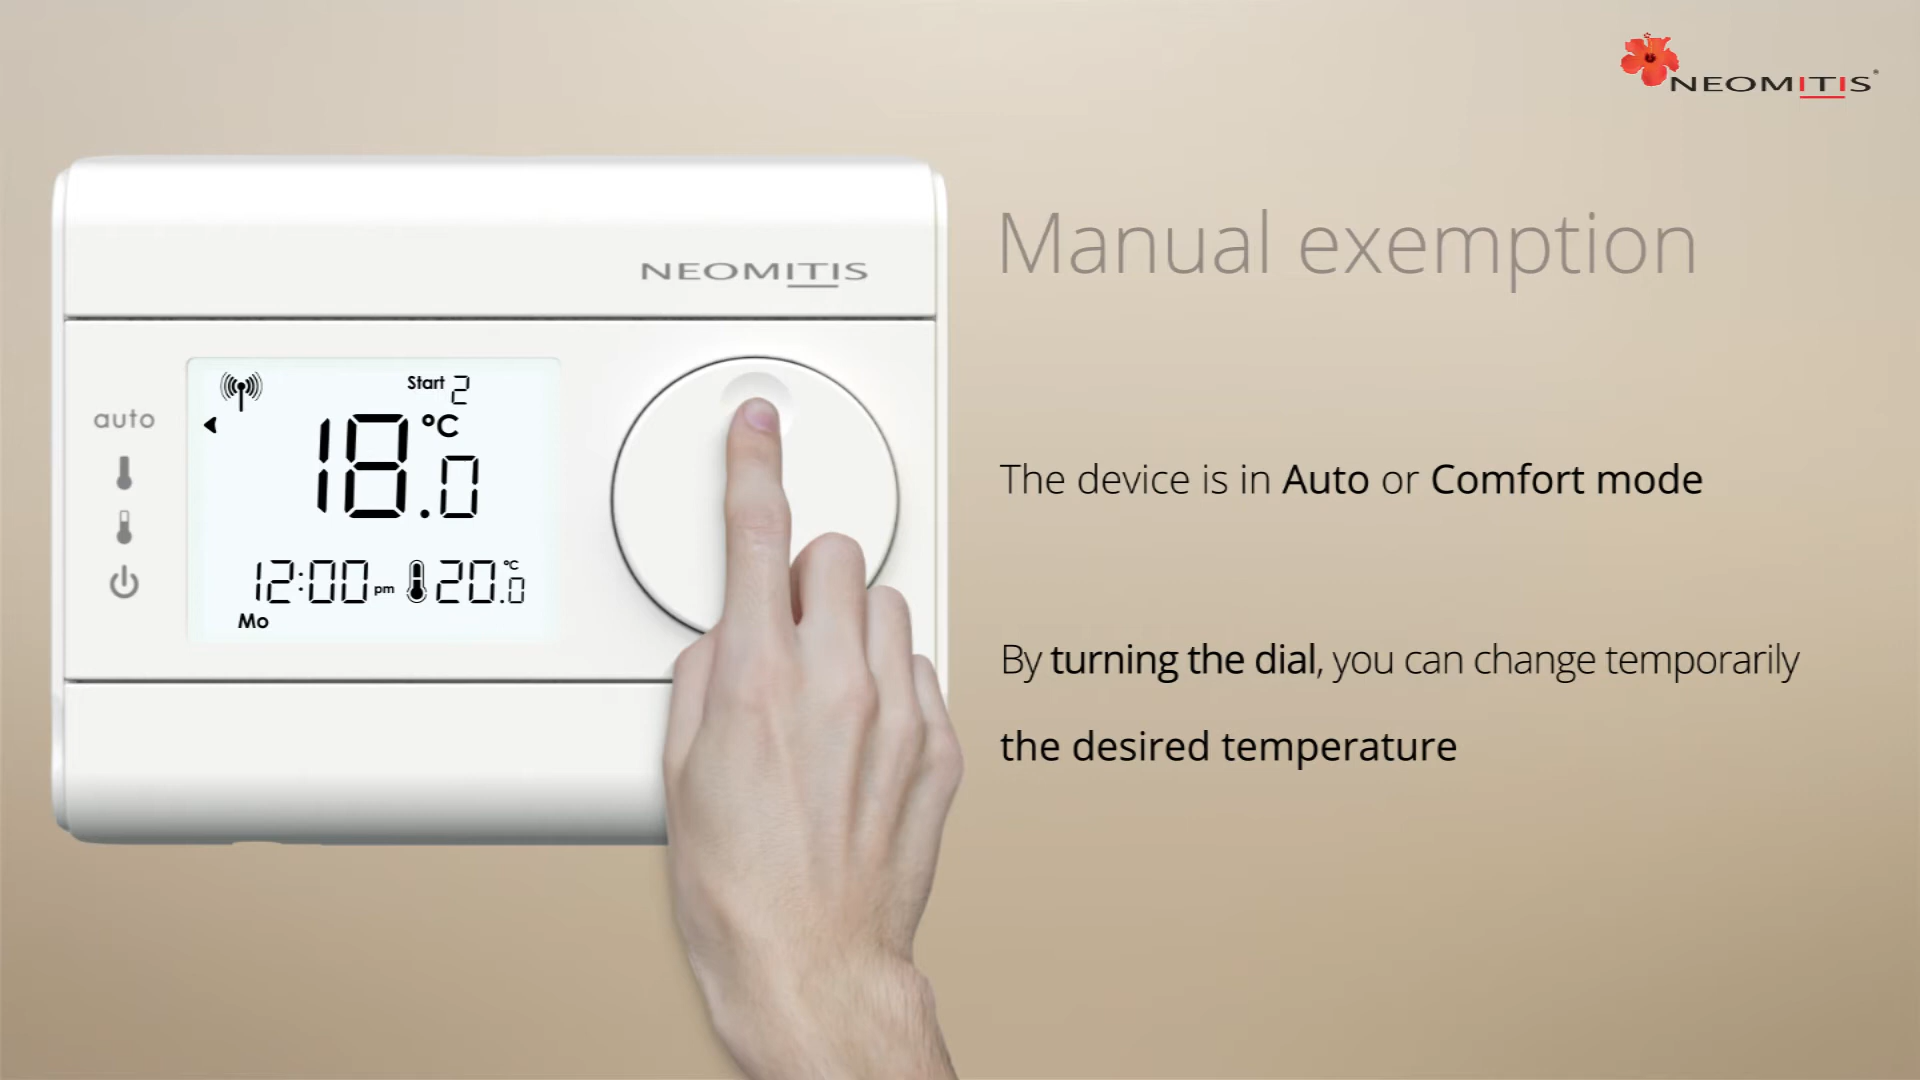 NEOMITIS®
NEOMITIS
Manual exemption
Start 2
auto
18.0 °C
The device is in Auto or Comfort mode
12:00 pm 20.0 °C
Mo
By turning the dial, you can change temporarily
the desired temperature